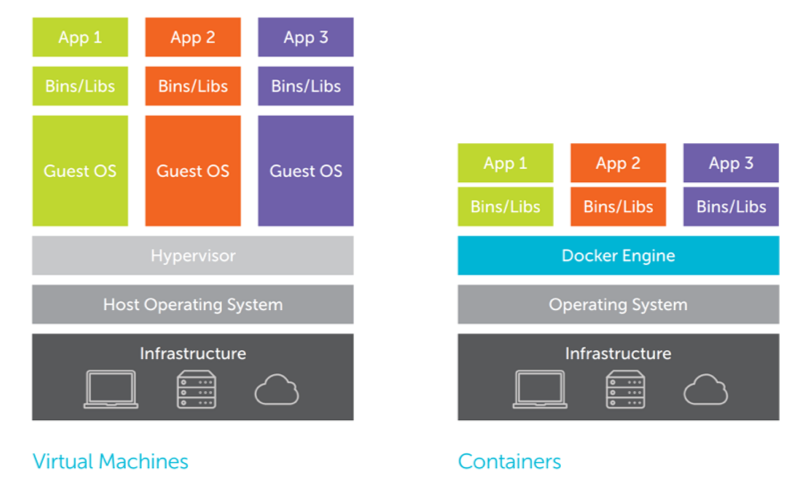 App 1
App 2
App 3
Bins/Libs
Bins/Libs
Bins/Libs
Guest OS
Guest OS
Guest OS
Hypervisor
Host Operating System
Infrastructure
Virtual Machines
App 1
App 2
App 3
Bins/Libs
Bins/Libs
Bins/Libs
Docker Engine
Operating System
Infrastructure
Containers